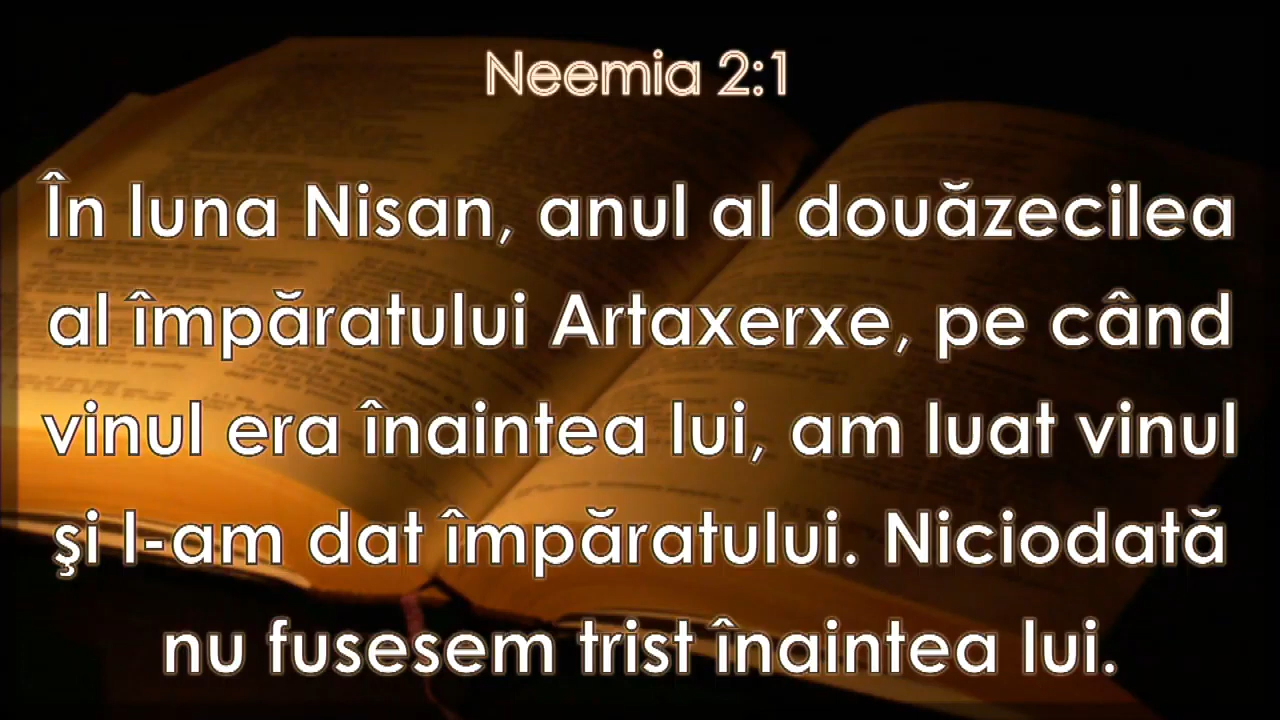 Neemia 2:1
În luna Nisan, anul al douăzecilea
al împăratului Artaxerxe, pe când
vinul era înaintea lui, am luat vinul
şi l-am dat împăratului. Niciodată
nu fusesem trist înaintea lui.